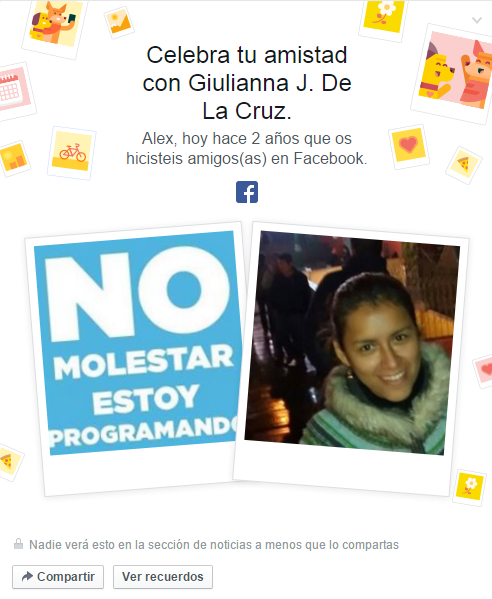 Celebra tu amistad
con Giulianna J. De
La Cruz.
Alex, hoy hace 2 años que os
hicisteis amigos(as) en Facebook.
NO
MOLESTAR
ESTOY
PROGRAMANDO
Nadie verá esto en la sección de noticias a menos que lo compartas
Compartir
Ver recuerdos